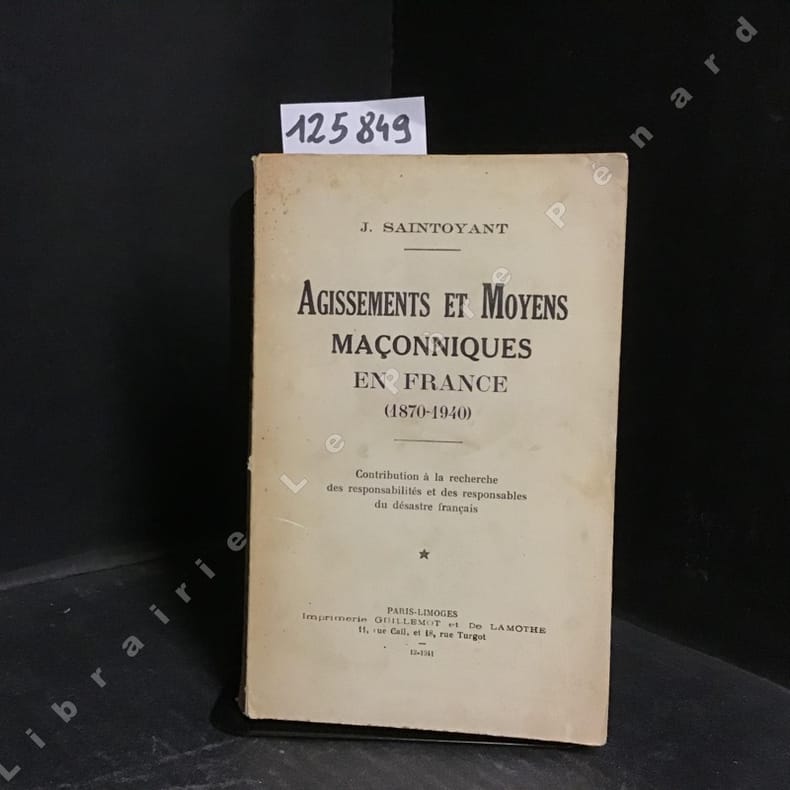 125849
J. SAINTOYANT
AGISSEMENTS ET MOYENS
MAÇONNIQUES
EN FRANCE
(1870-1940)
Contribution à la recherche
des responsabilités et des responsables
du désastre français
PARIS-LIMOGES
Imprimerie GUILLEMOT et De LAMOTHE
11, rue Cail, et 18, rue Turgot
12-1941
Librairie Le Père Pénard